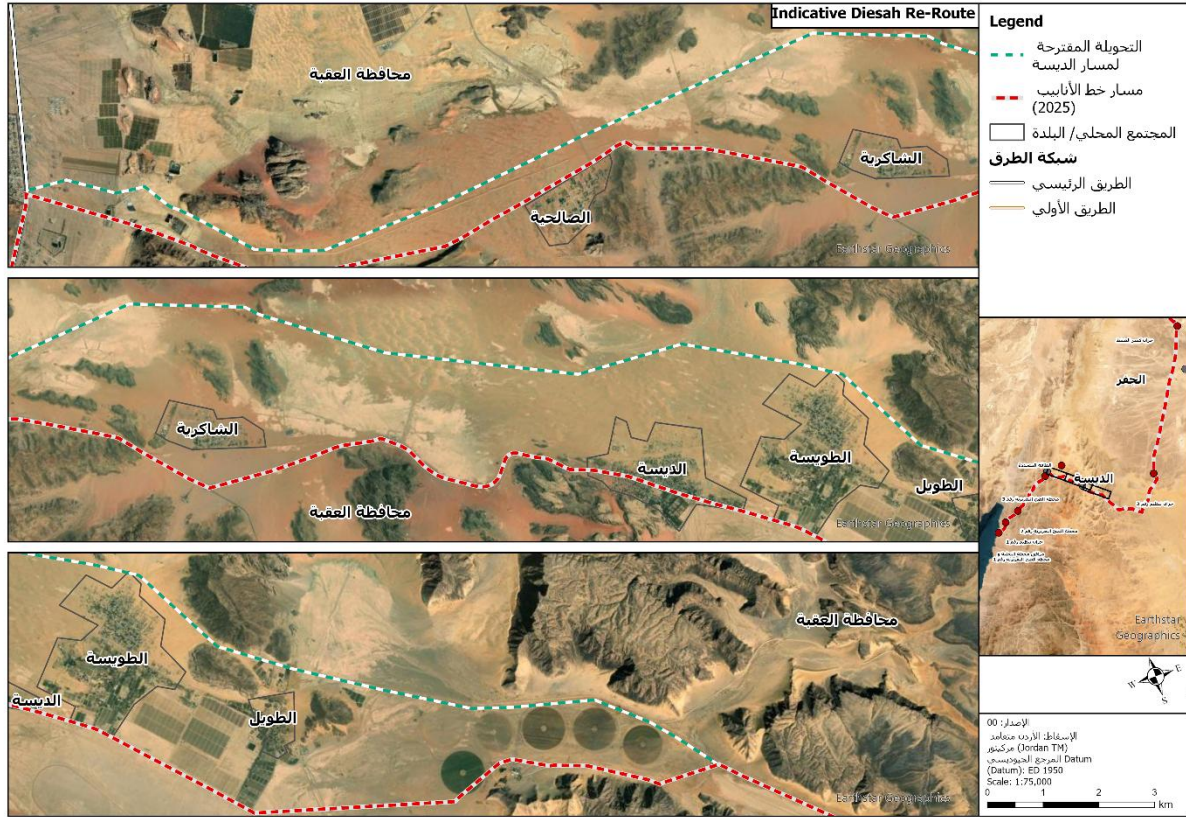 Indicative Diesah Re-Route
محافظة العقبة
الشاكرية
الصالحية
Earthstar Geographics
الشاكرية
الديسة
الطويسة
الطويل
محافظة العقبة
Earthstar Geographics
محافظة العقبة
الطويسة
الديسة
الطويل
Earthstar Geographics
Legend
التحويلة المقترحة
لمسار الديسة
مسار خط الأنابيب
(2025)
المجتمع المحلي/ البلدة
شبكة الطرق
الطريق الرئيسي
الطريق الأولي
الجفر
الديسة
Earthstar
Geographics
N
E
W
S
الإصدار: 00
الإسقاط: الأردن متعامد
مركيتور (Jordan TM)
المرجع الجيوديسي Datum
(Datum): ED 1950
Scale: 1:75,000
0 1 2 3
km